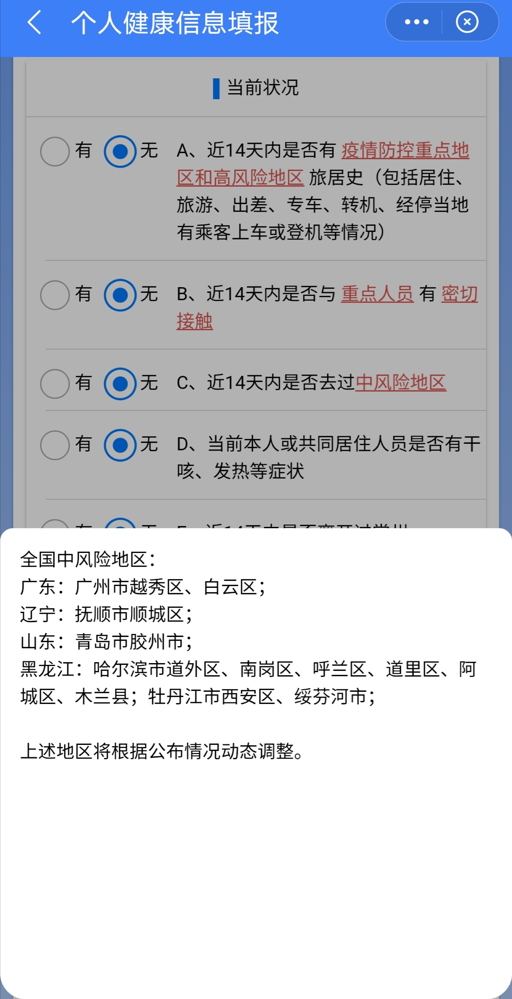 个人健康信息填报
当前状况
有 无 A、近14天内是否有 疫情防控重点地
区和高风险地区 旅居史（包括居住、
旅游、出差、专车、转机、经停当地
有乘客上车或登机等情况）
有 无 B、近14天内是否与 重点人员 有 密切
接触
有 无 C、近14天内是否去过中风险地区
有 无 D、当前本人或共同居住人员是否有干
咳、发热等症状
全国中风险地区：
广东：广州市越秀区、白云区；
辽宁：抚顺市顺城区；
山东：青岛市胶州市；
黑龙江：哈尔滨市道外区、南岗区、呼兰区、道里区、阿
城区、木兰县；牡丹江市西安区、绥芬河市；
上述地区将根据公布情况动态调整。